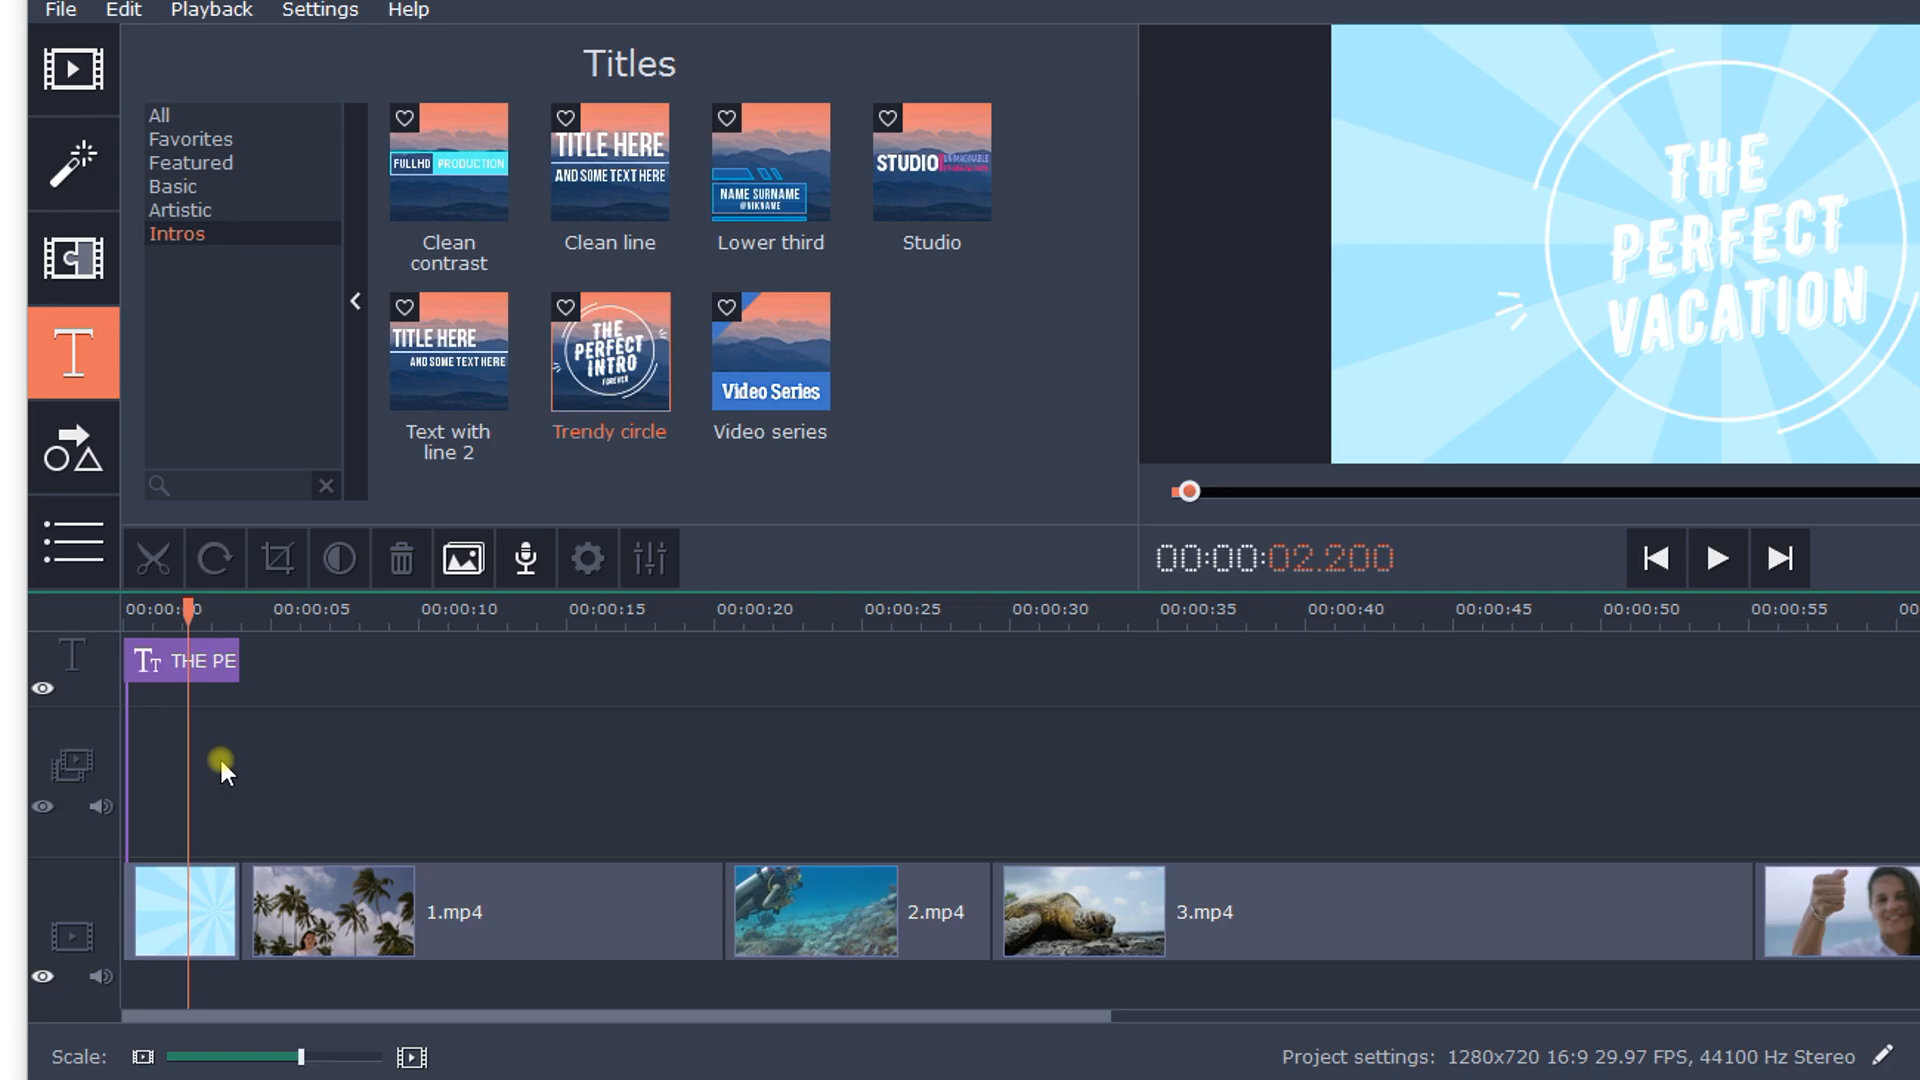 File Edit Playback Settings Help
Titles
All
Favorites
Featured
Basic
Artistic
Intros
FULLHD PRODUCTION
Clean
contrast
TITLE HERE
AND SOME TEXT HERE
Clean line
NAME SURNAME
@NIKNAME
Lower third
STUDIO
Studio
TITLE HERE
AND SOME TEXT HERE
Text with
line 2
THE
PERFECT
INTRO
FOREVER
Trendy circle
Video Series
Video series
THE
PERFECT
VACATION
00:00:02.200
00:00:05 00:00:10 00:00:15 00:00:20 00:00:25 00:00:30 00:00:35 00:00:40 00:00:45 00:00:50 00:00:55
THE PE
1.mp4
2.mp4
3.mp4
Scale:
Project settings: 1280x720 16:9 29.97 FPS, 44100 Hz Stereo